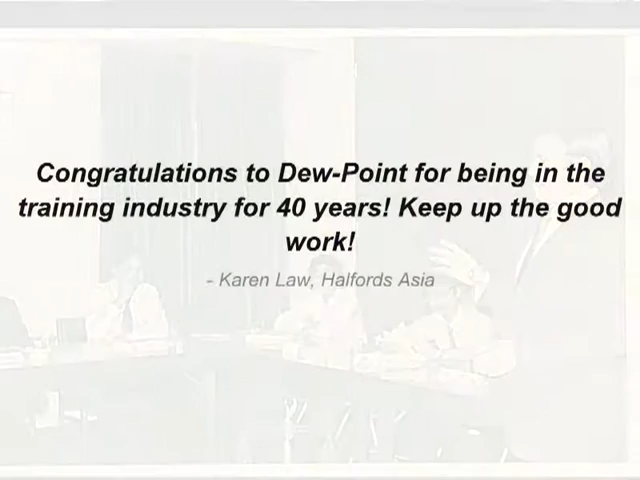 Congratulations to Dew-Point for being in the
training industry for 40 years! Keep up the good
work!
- Karen Law, Halfords Asia